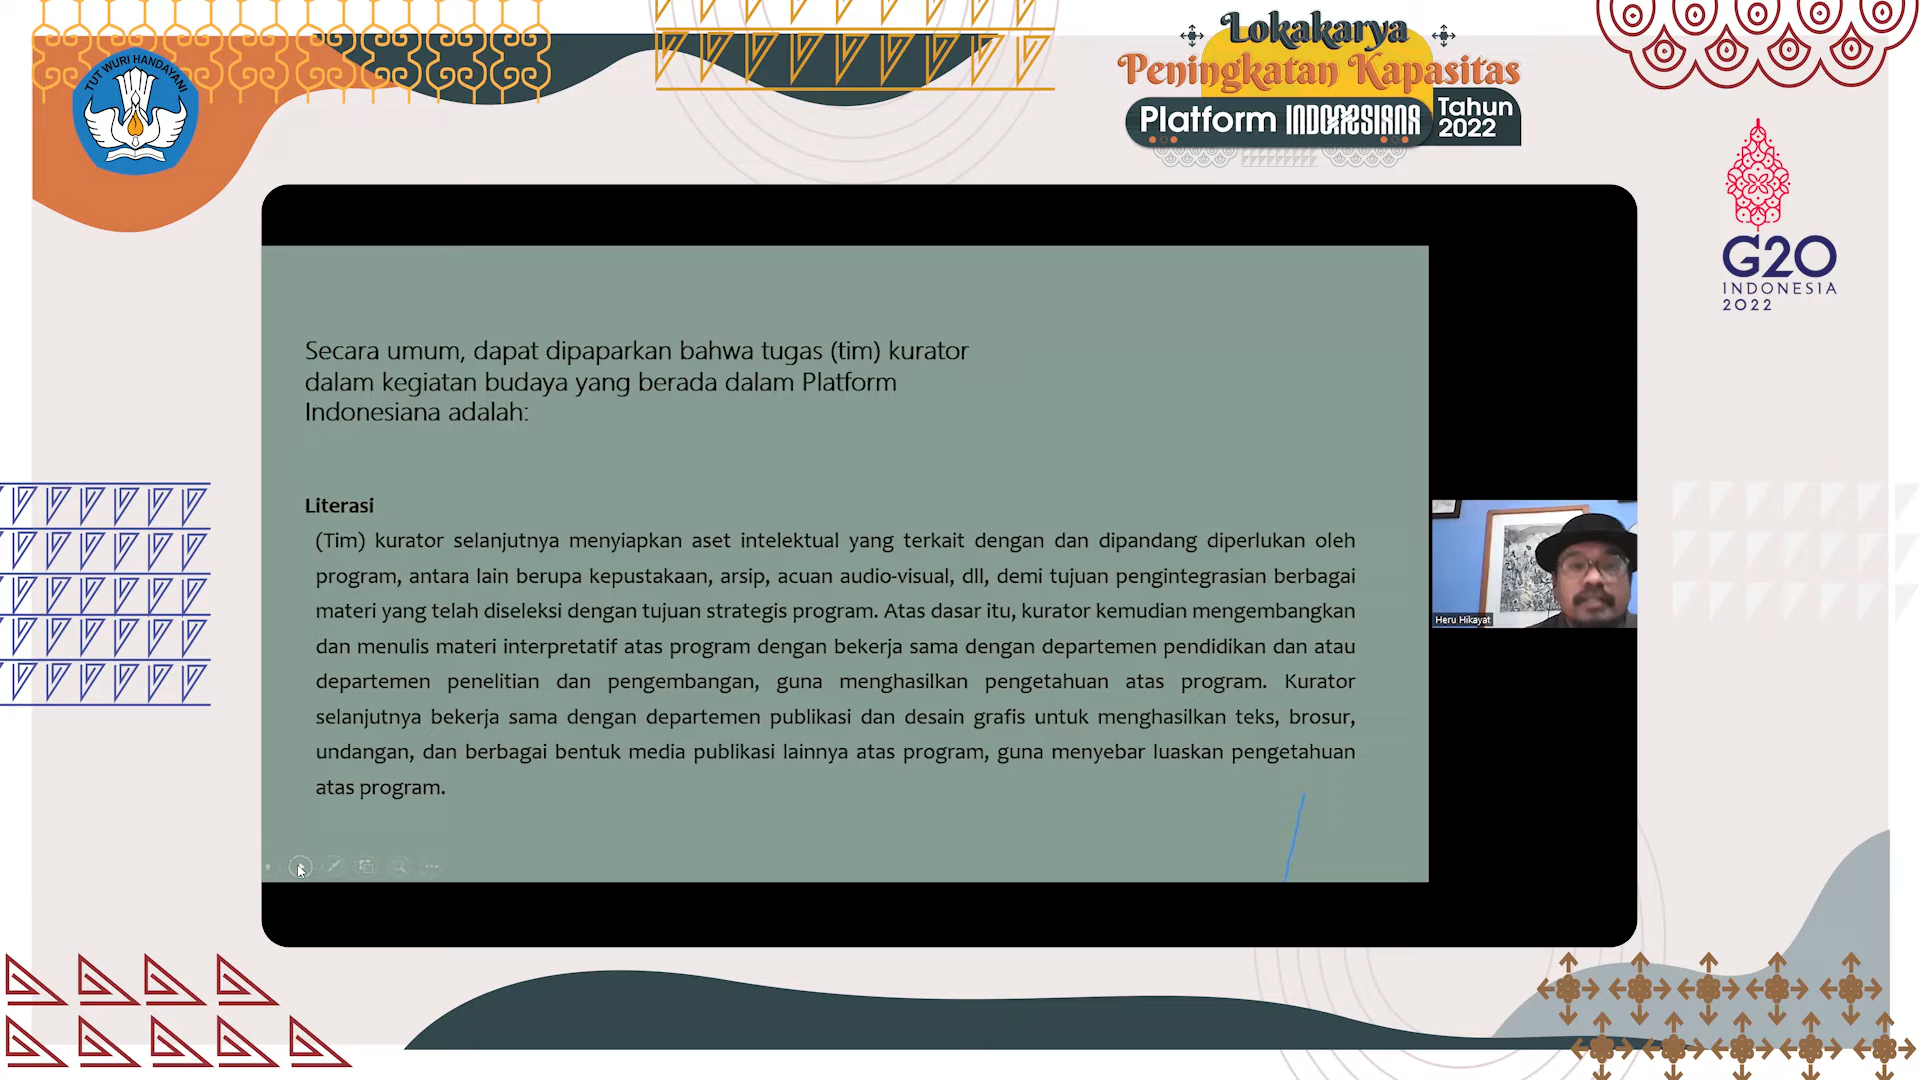 TUT WURI HANDAYANI
Lokakarya
Peningkatan Kapasitas
Platform INDONESIANA Tahun 2022
G20
INDONESIA
2022
Secara umum, dapat dipaparkan bahwa tugas (tim) kurator
dalam kegiatan budaya yang berada dalam Platform
Indonesiana adalah:
Literasi
(Tim) kurator selanjutnya menyiapkan aset intelektual yang terkait dengan dan dipandang diperlukan oleh
program, antara lain berupa kepustakaan, arsip, acuan audio-visual, dll, demi tujuan pengintegrasian berbagai
materi yang telah diseleksi dengan tujuan strategis program. Atas dasar itu, kurator kemudian mengembangkan
dan menulis materi interpretatif atas program dengan bekerja sama dengan departemen pendidikan dan atau
departemen penelitian dan pengembangan, guna menghasilkan pengetahuan atas program. Kurator
selanjutnya bekerja sama dengan departemen publikasi dan desain grafis untuk menghasilkan teks, brosur,
undangan, dan berbagai bentuk media publikasi lainnya atas program, guna menyebar luaskan pengetahuan
atas program.
Heru Hikayat